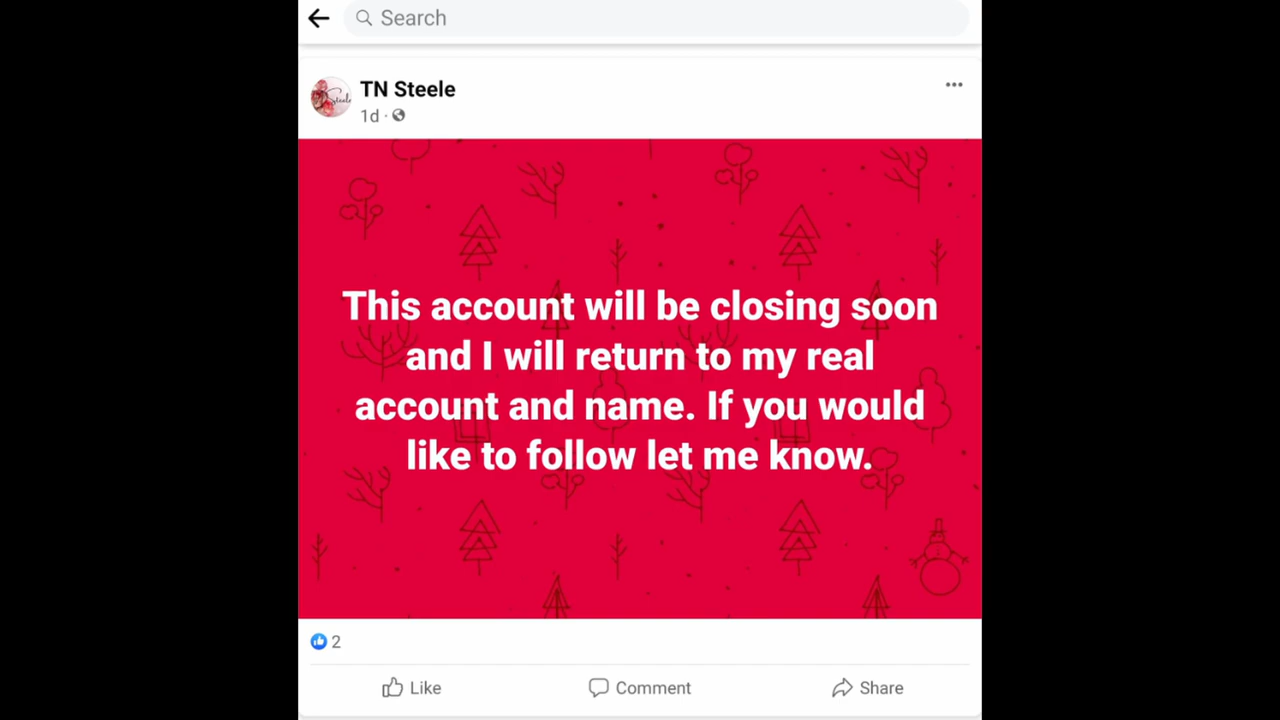 Search
TN Steele
1d ·
Steele
This account will be closing soon
and I will return to my real
account and name. If you would
like to follow let me know.
2
Like
Comment
Share